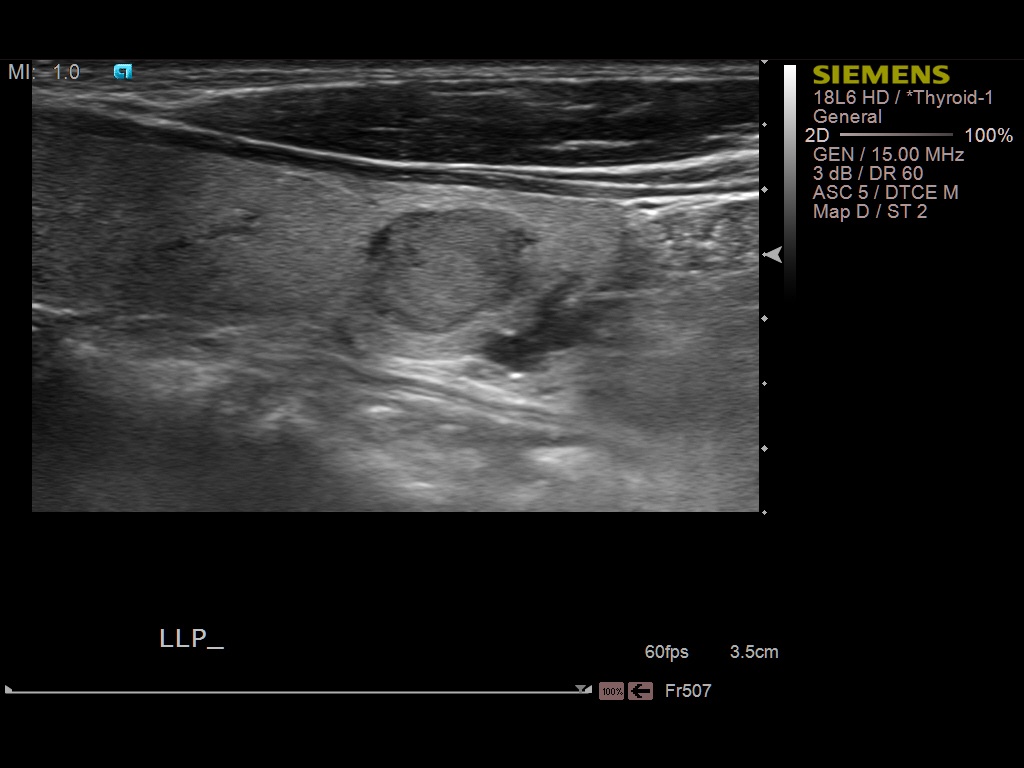 MI: 1.0
SIEMENS
18L6 HD / *Thyroid-1
General
2D 100%
GEN / 15.00 MHz
3 dB / DR 60
ASC 5 / DTCE M
Map D / ST 2
LLP_
60fps 3.5cm
100% Fr507